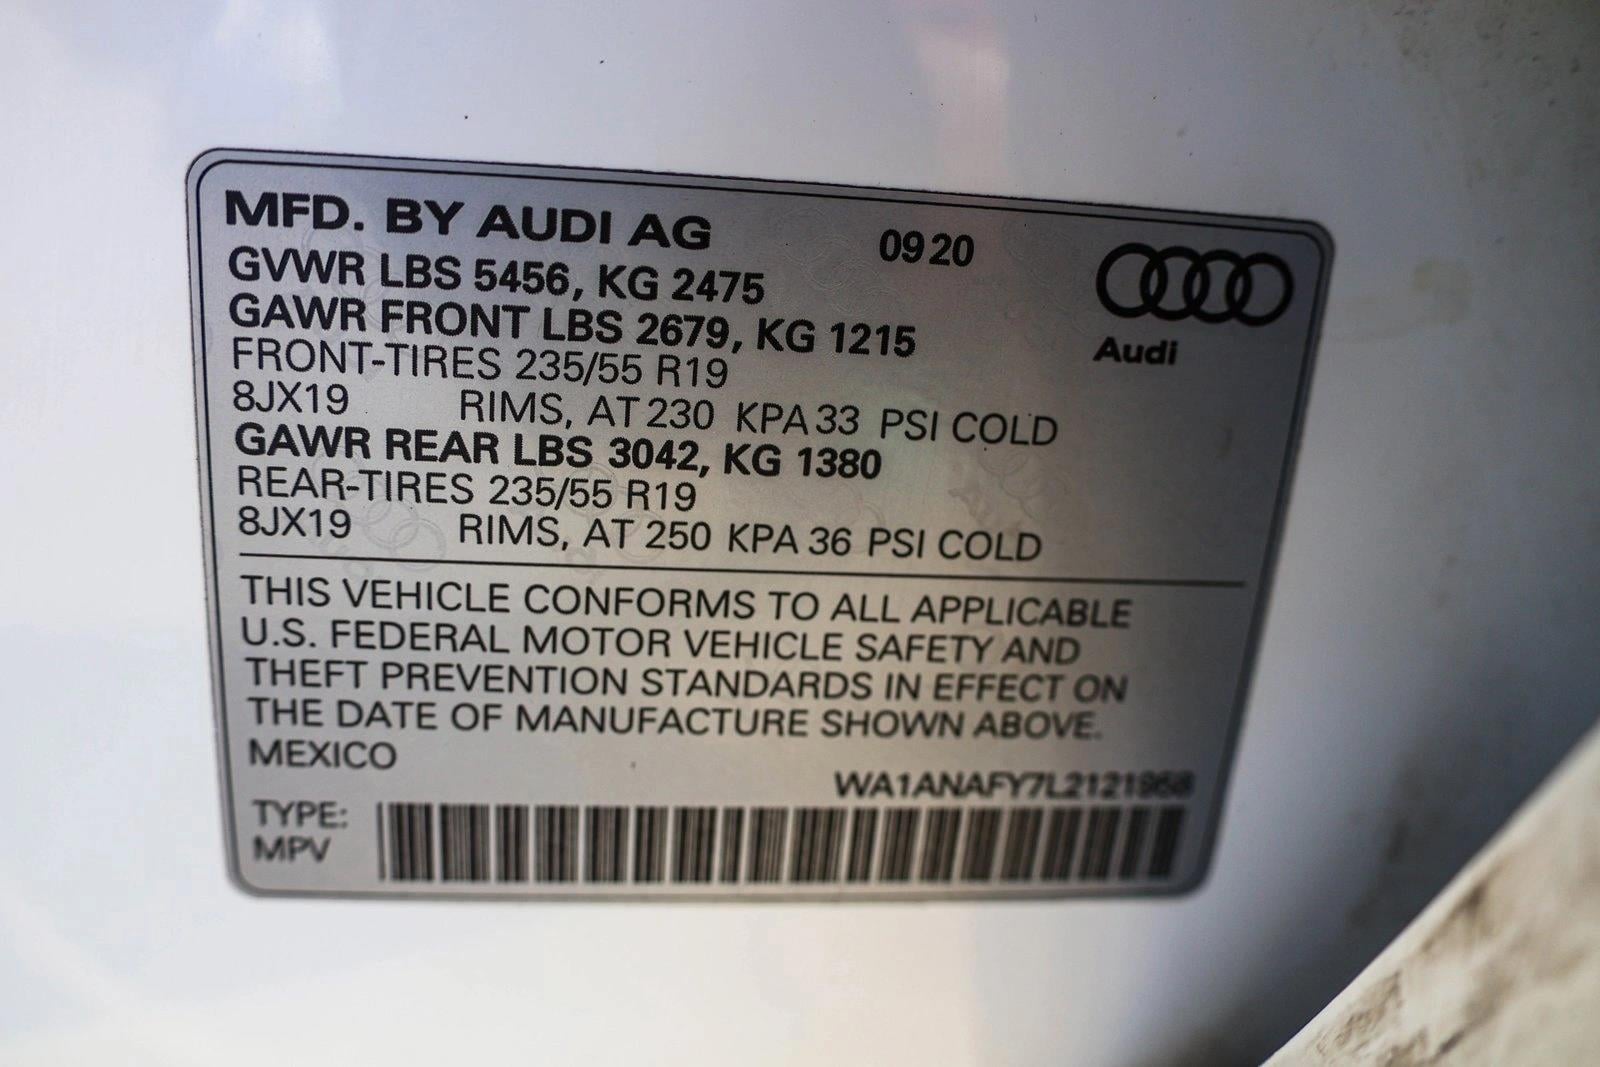 MFD. BY AUDI AG 09 20
GVWR LBS 5456, KG 2475
GAWR FRONT LBS 2679, KG 1215
Audi
FRONT-TIRES 235/55 R19
8JX19 RIMS, AT 230 KPA 33 PSI COLD
GAWR REAR LBS 3042, KG 1380
REAR-TIRES 235/55 R19
8JX19 RIMS, AT 250 KPA 36 PSI COLD
THIS VEHICLE CONFORMS TO ALL APPLICABLE
U.S. FEDERAL MOTOR VEHICLE SAFETY AND
THEFT PREVENTION STANDARDS IN EFFECT ON
THE DATE OF MANUFACTURE SHOWN ABOVE.
MEXICO
WA1ANAFY7L2121968
TYPE:
MPV